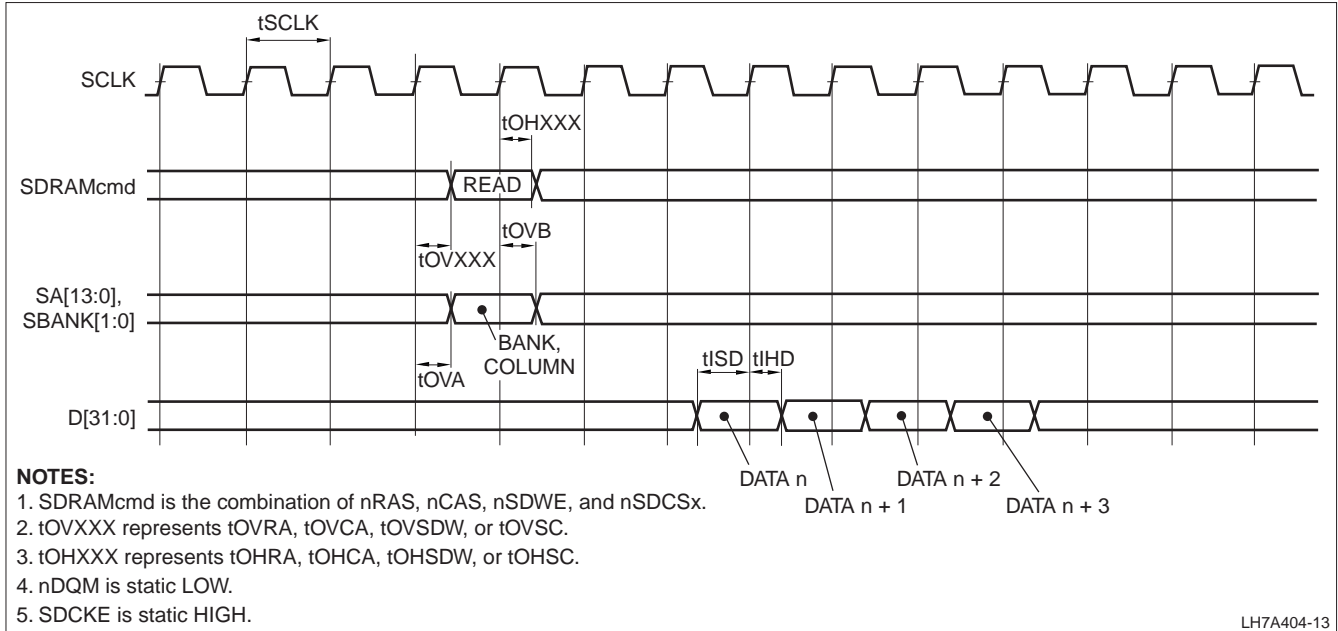 tSCLK
SCLK
tOHXXX
SDRAMcmd
READ
tOVB
tOVXXX
SA[13:0],
SBANK[1:0]
BANK,
COLUMN
tISD tIHD
tOVA
D[31:0]
DATA n
DATA n + 2
DATA n + 1
DATA n + 3
NOTES:
1. SDRAMcmd is the combination of nRAS, nCAS, nSDWE, and nSDCSx.
2. tOVXXX represents tOVRA, tOVCA, tOVSDW, or tOVSC.
3. tOHXXX represents tOHRA, tOHCA, tOHSDW, or tOHSC.
4. nDQM is static LOW.
5. SDCKE is static HIGH.
LH7A404-13